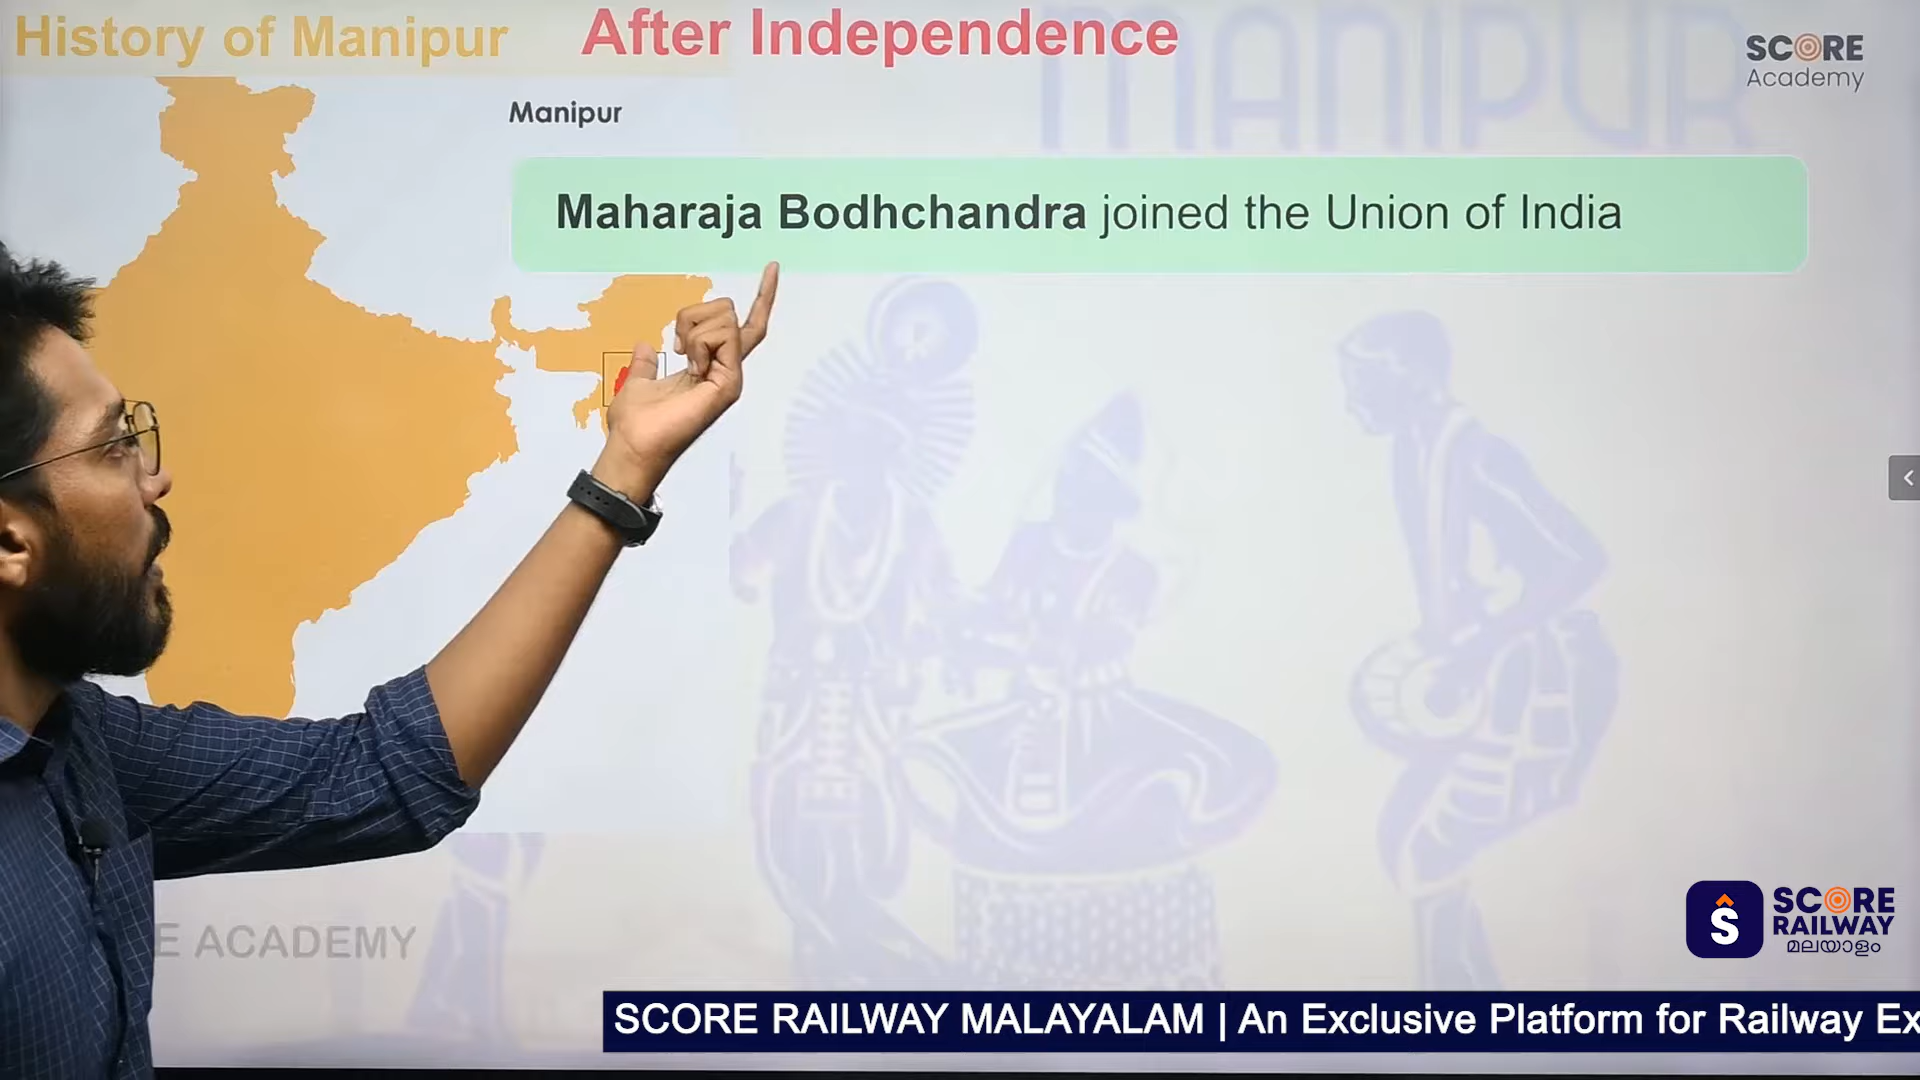 History of Manipur
After Independence
MANIPUR
SCORE
Academy
Manipur
Maharaja Bodhchandra joined the Union of India
E ACADEMY
SCORE
RAILWAY
മലയാളം
SCORE RAILWAY MALAYALAM | An Exclusive Platform for Railway Ex